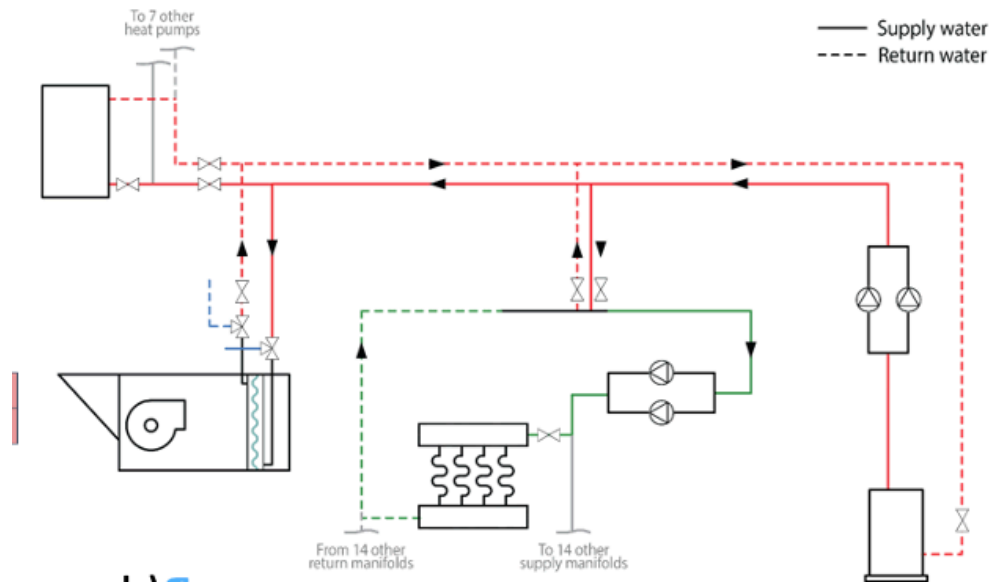 To 7 other
heat pumps
Supply water
Return water
From 14 other
return manifolds
To 14 other
supply manifolds